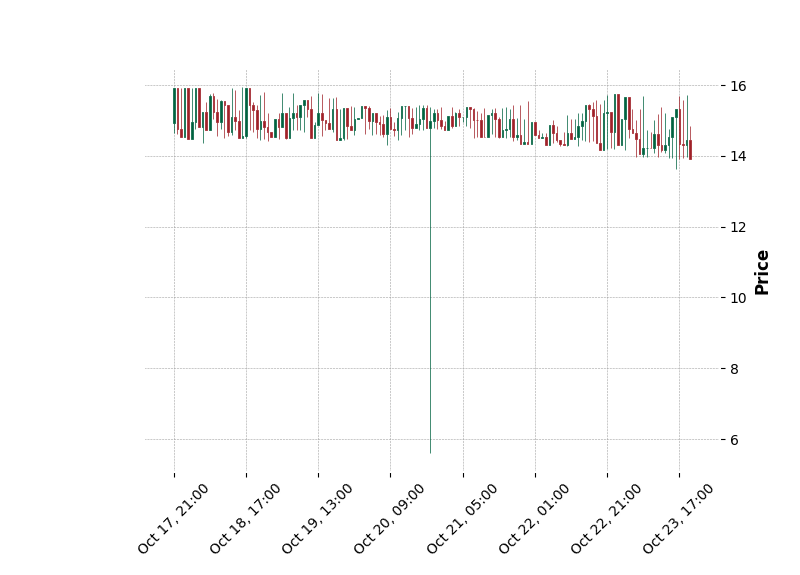 16
14
12
10
8
6
Price
Oct 17, 21:00
Oct 18, 17:00
Oct 19, 13:00
Oct 20, 09:00
Oct 21, 05:00
Oct 22, 01:00
Oct 22, 21:00
Oct 23, 17:00